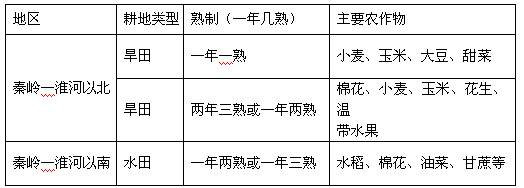 地区 耕地类型 熟制（一年几熟） 主要农作物
秦岭一淮河以北 旱田 一年一熟 小麦、玉米、大豆、甜菜
旱田 两年三熟或一年两熟 棉花、小麦、玉米、花生、温
带水果
秦岭一淮河以南 水田 一年两熟或一年三熟 水稻、棉花、油菜、甘蔗等